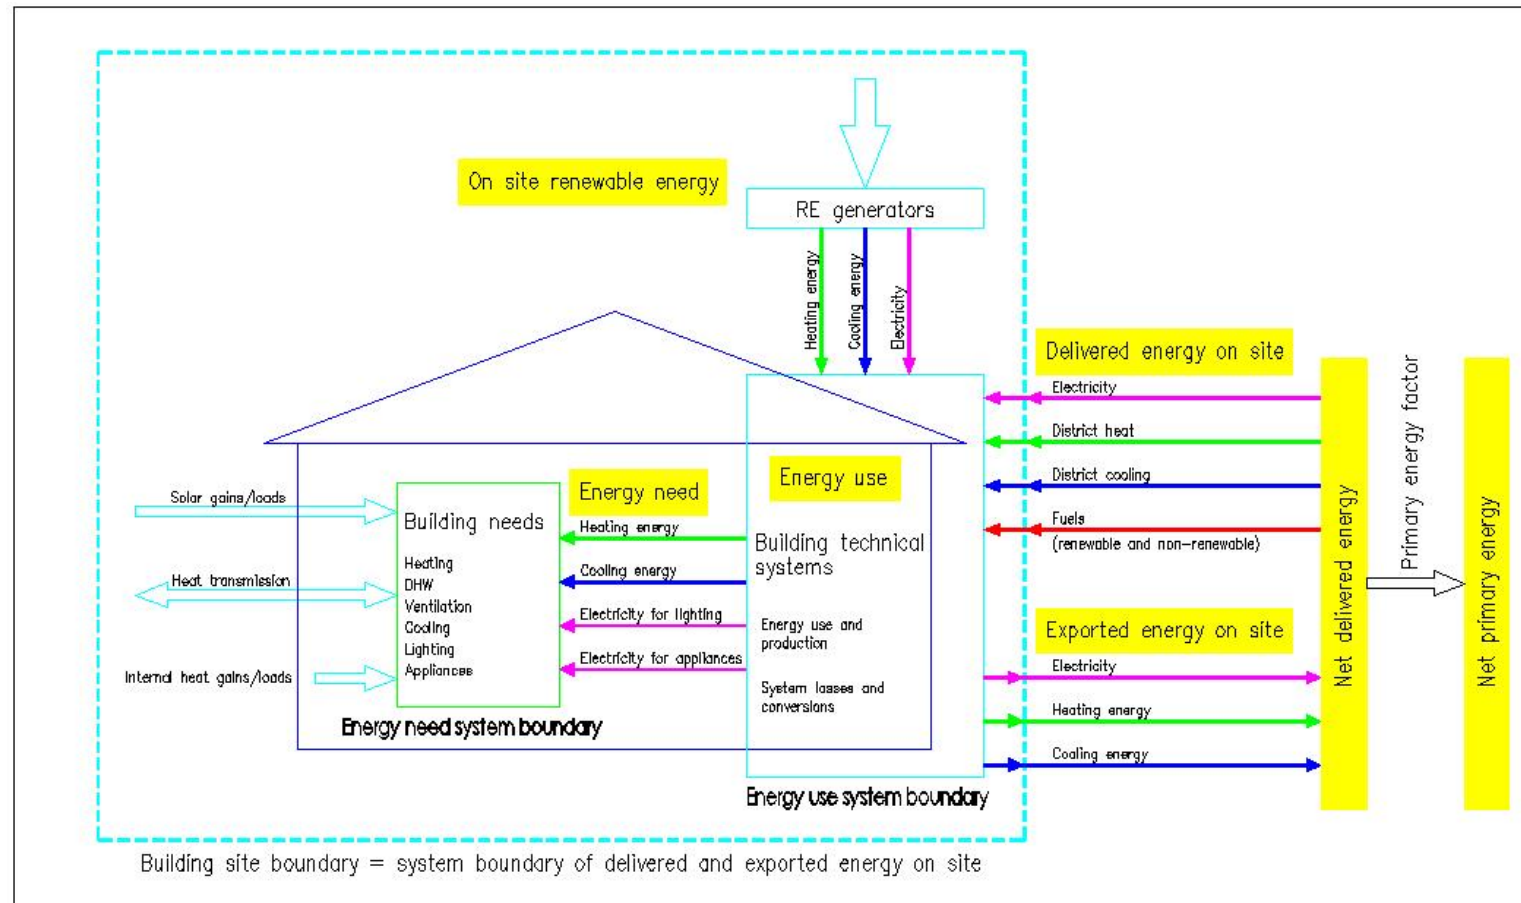 On site renewable energy
RE generators
Heating energy
Cooling energy
Electricity
Delivered energy on site
Electricity
District heat
District cooling
Fuels
(renewable and non-renewable)
Exported energy on site
Electricity
Heating energy
Cooling energy
Net delivered energy
Primary energy factor
Net primary energy
Solar gains/loads
Heat transmission
Internal heat gains/loads
Building needs
Heating
DHW
Ventilation
Cooling
Lighting
Appliances
Energy need system boundary
Energy need
Heating energy
Cooling energy
Electricity for lighting
Electricity for appliances
Energy use
Building technical
systems
Energy use and
production
System losses and
conversions
Energy use system boundary
Building site boundary = system boundary of delivered and exported energy on site